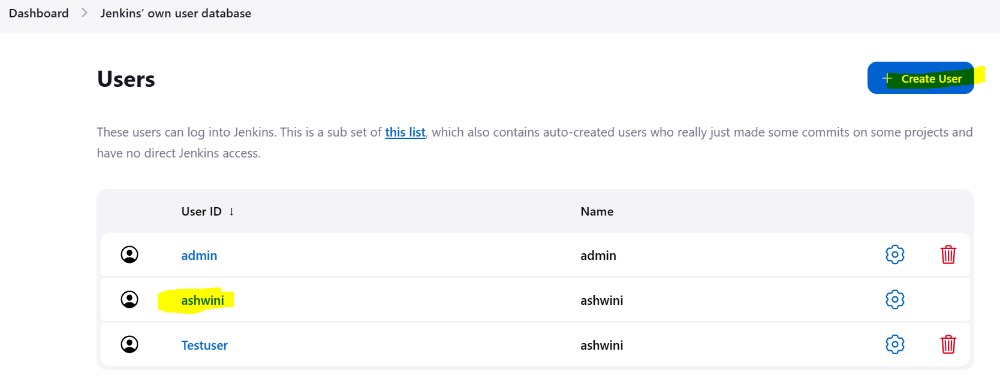 Dashboard > Jenkins’ own user database
Users
+ Create User
These users can log into Jenkins. This is a sub set of this list, which also contains auto-created users who really just made some commits on some projects and
have no direct Jenkins access.
User ID ↓ Name
admin admin
ashwini ashwini
Testuser ashwini